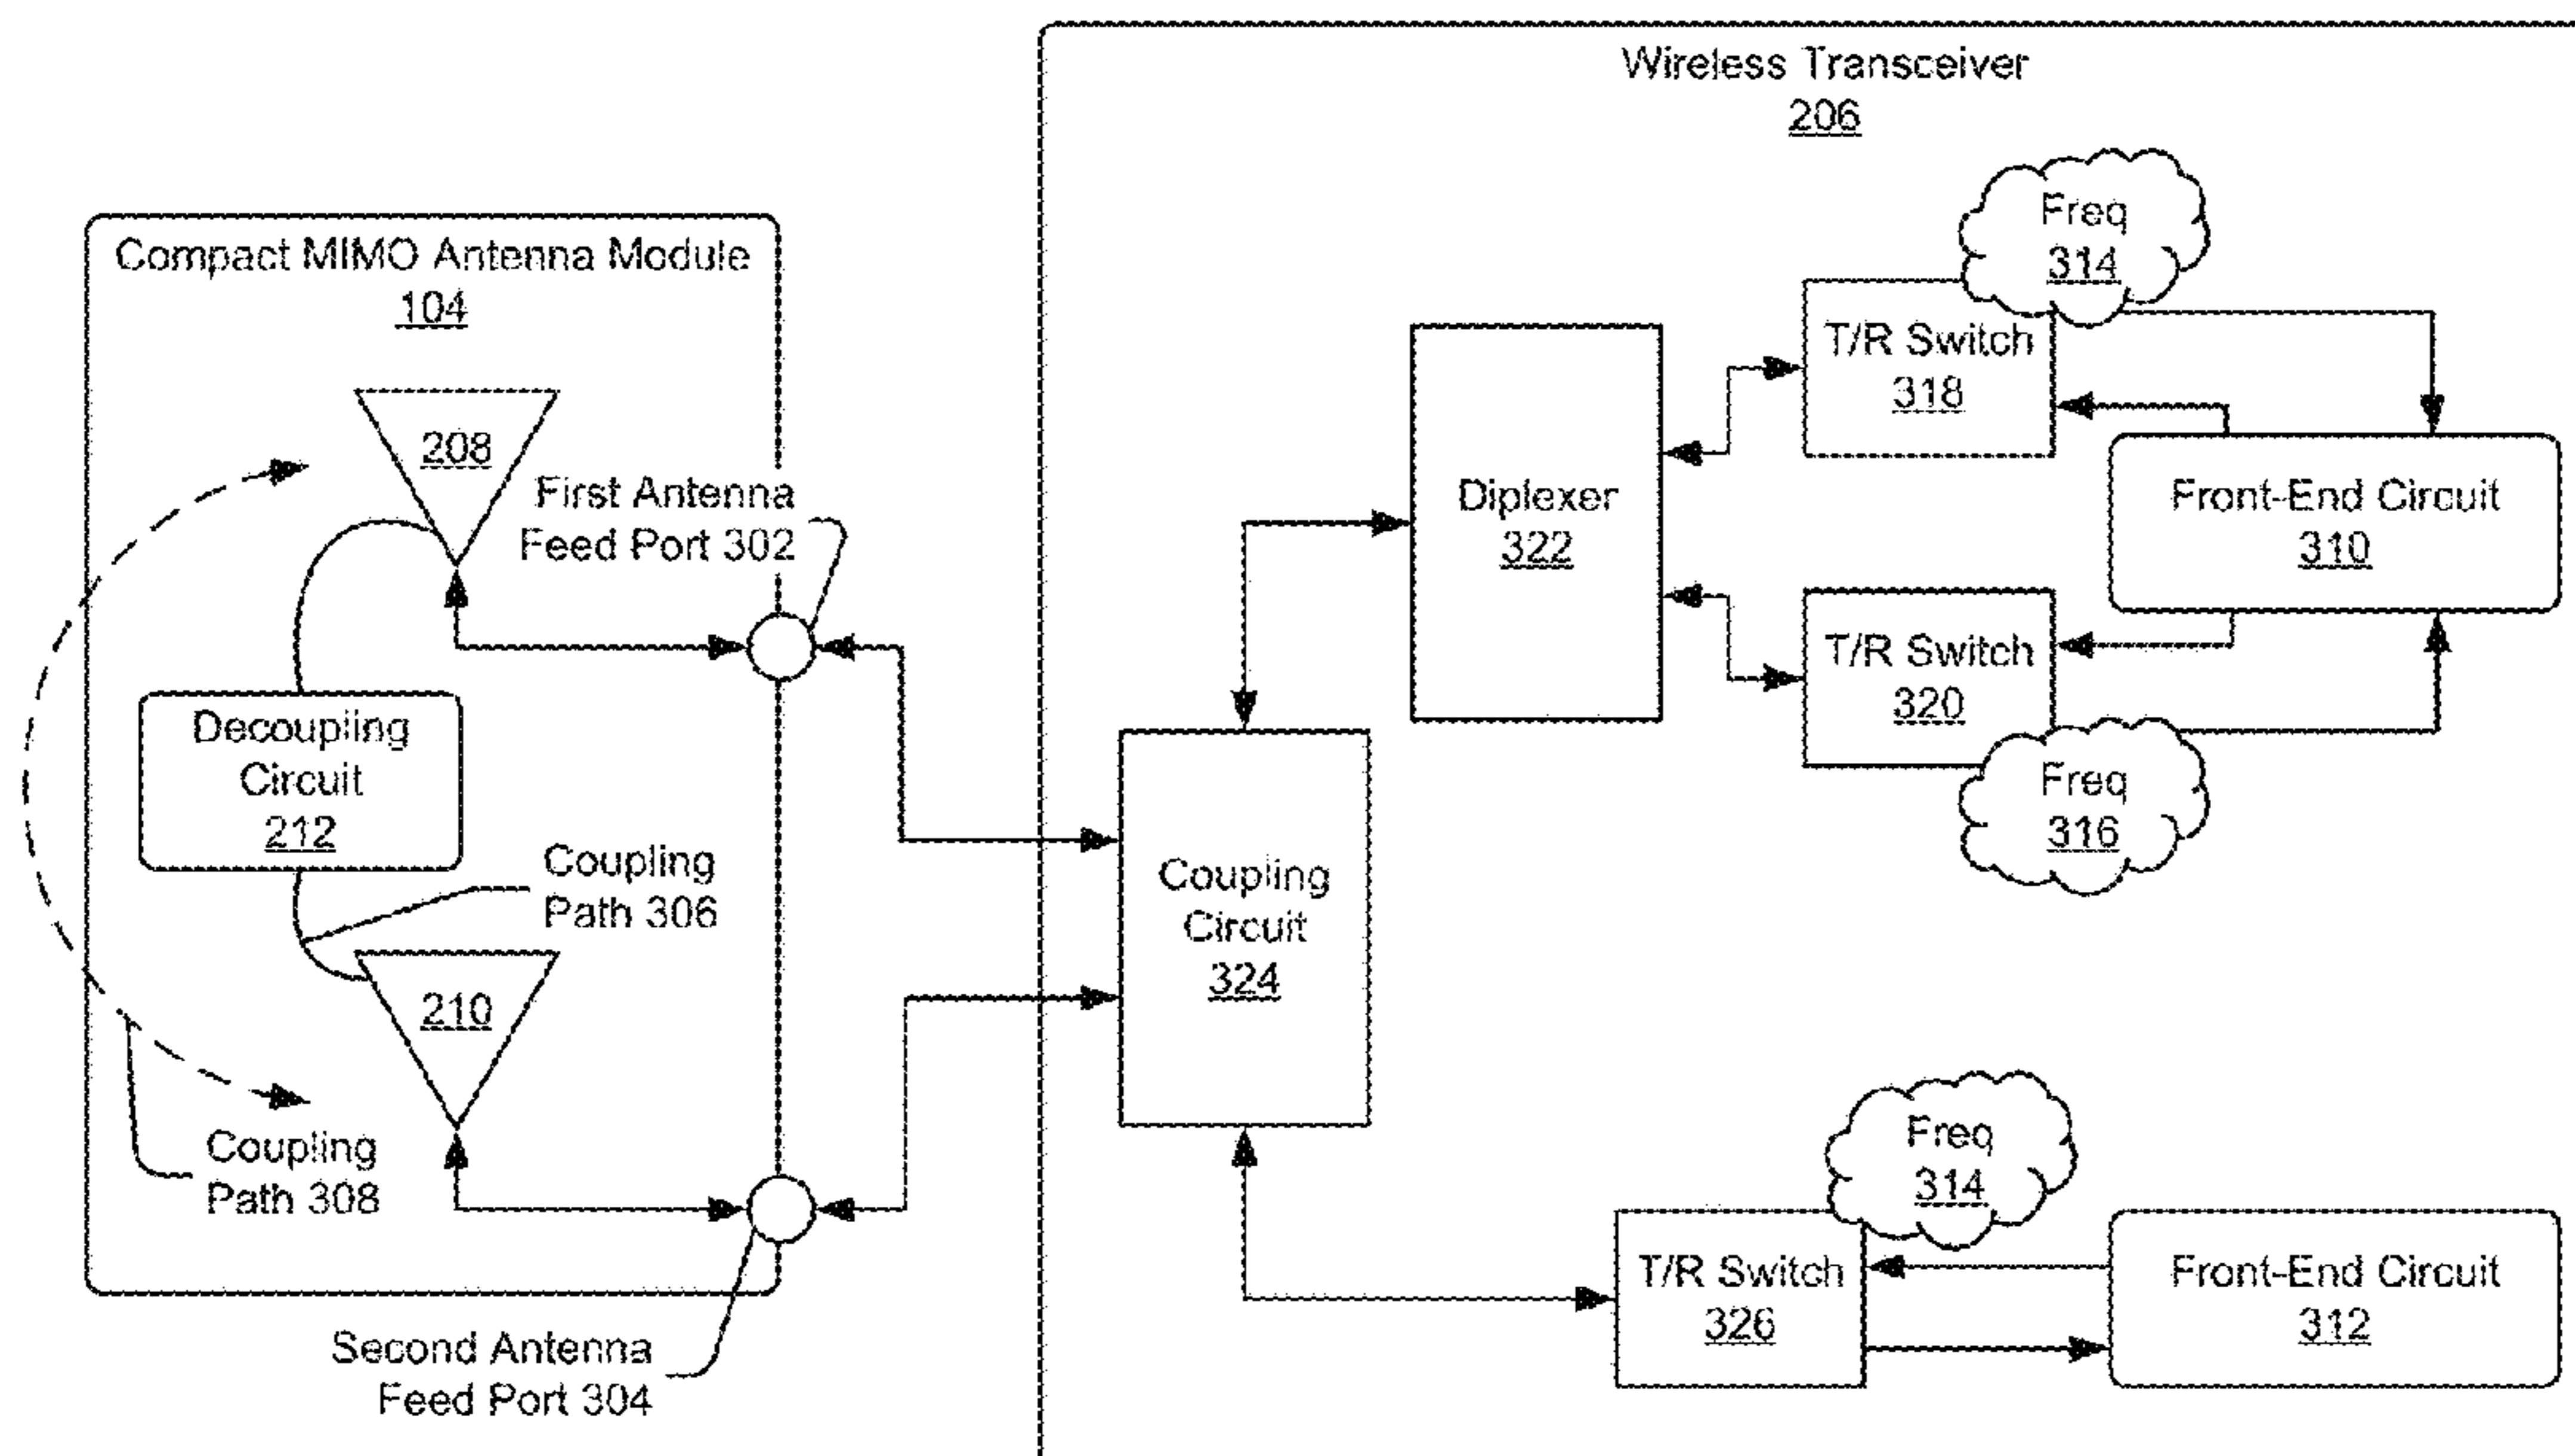 Wireless Transceiver
206
Compact MIMO Antenna Module
104
208
First Antenna
Feed Port 302
Decoupling
Circuit
212
Coupling
Path 306
210
Coupling
Path 308
Second Antenna
Feed Port 304
Coupling
Circuit
324
Diplexer
322
Freq
314
T/R Switch
318
Front-End Circuit
310
T/R Switch
320
Freq
316
Freq
314
T/R Switch
326
Front-End Circuit
312